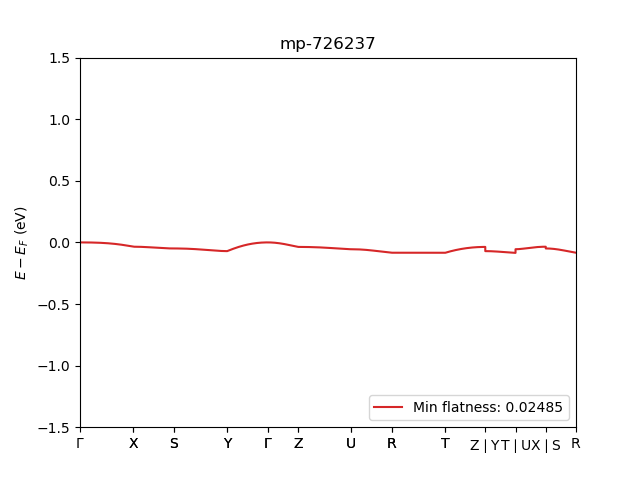 mp-726237
E − E_F (eV)
1.5
1.0
0.5
0.0
−0.5
−1.0
−1.5
Min flatness: 0.02485
Γ X S Y Γ Z U R T Z | Y T | U X | S R